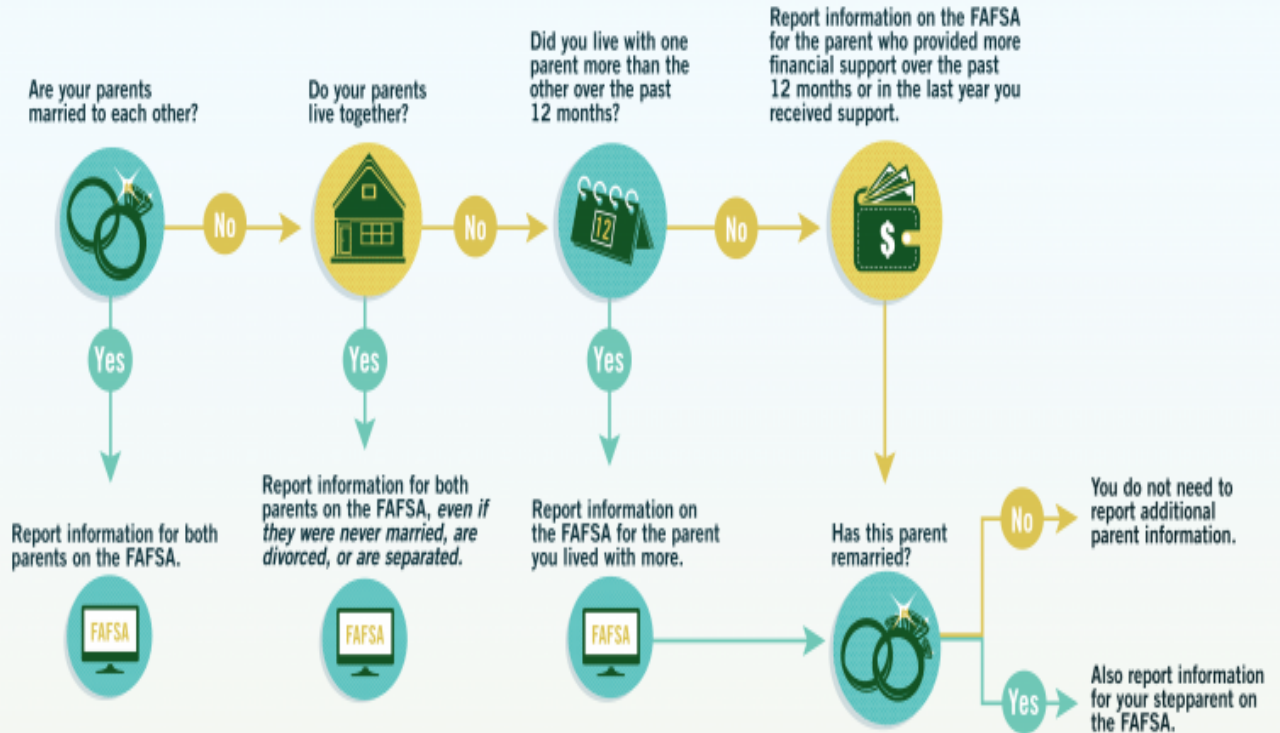 Are your parents
married to each other?
Do your parents
live together?
Did you live with one
parent more than the
other over the past
12 months?
Report information on the FAFSA
for the parent who provided more
financial support over the past
12 months or in the last year you
received support.
No
No
12
No
$
Yes
Yes
Yes
Report information for both
parents on the FAFSA.
FAFSA
Report information for both
parents on the FAFSA, even if
they were never married, are
divorced, or are separated.
FAFSA
Report information on
the FAFSA for the parent
you lived with more.
FAFSA
Has this parent
remarried?
No
You do not need to
report additional
parent information.
Yes
Also report information
for your stepparent on
the FAFSA.